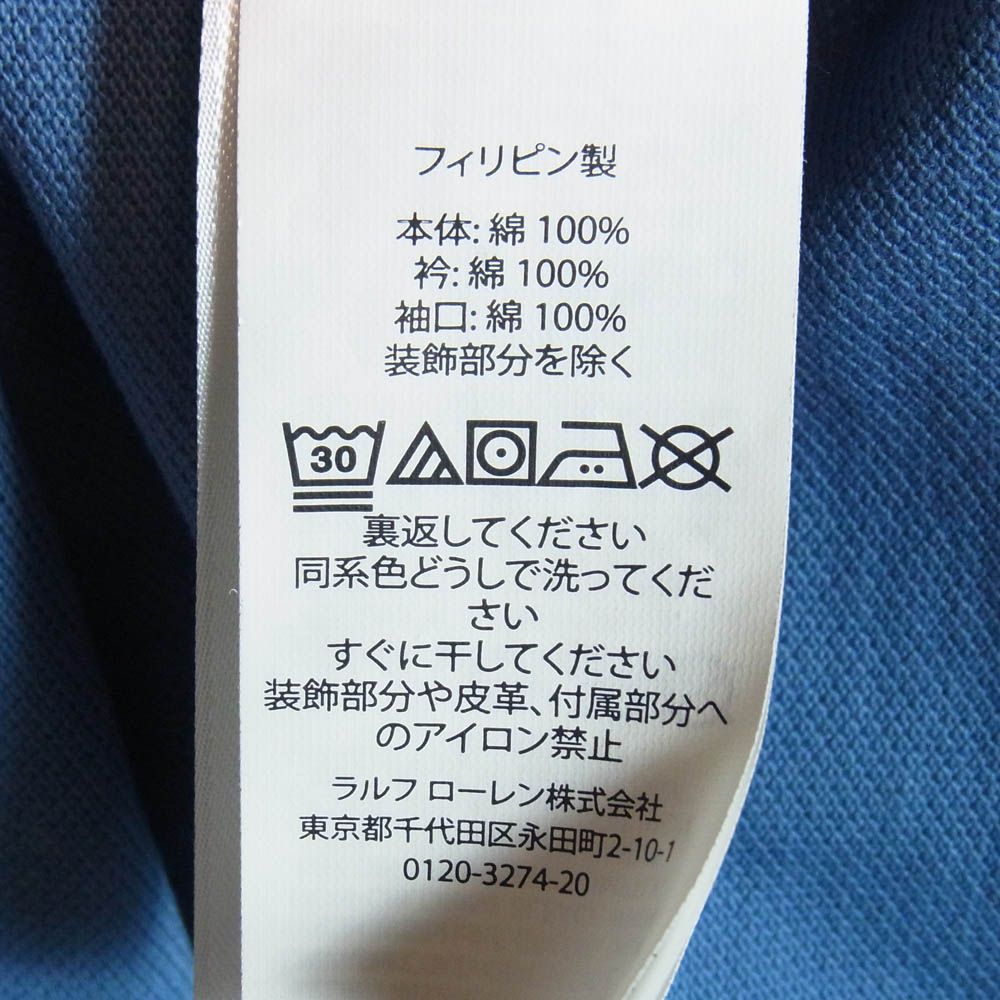 フィリピン製
本体: 綿 100%
衿: 綿 100%
袖口: 綿 100%
装飾部分を除く
30
裏返してください
同系色どうしで洗ってくだ
さい
すぐに干してください
装飾部分や皮革、付属部分へ
のアイロン禁止
ラルフ ローレン株式会社
東京都千代田区永田町2-10-1
0120-3274-20